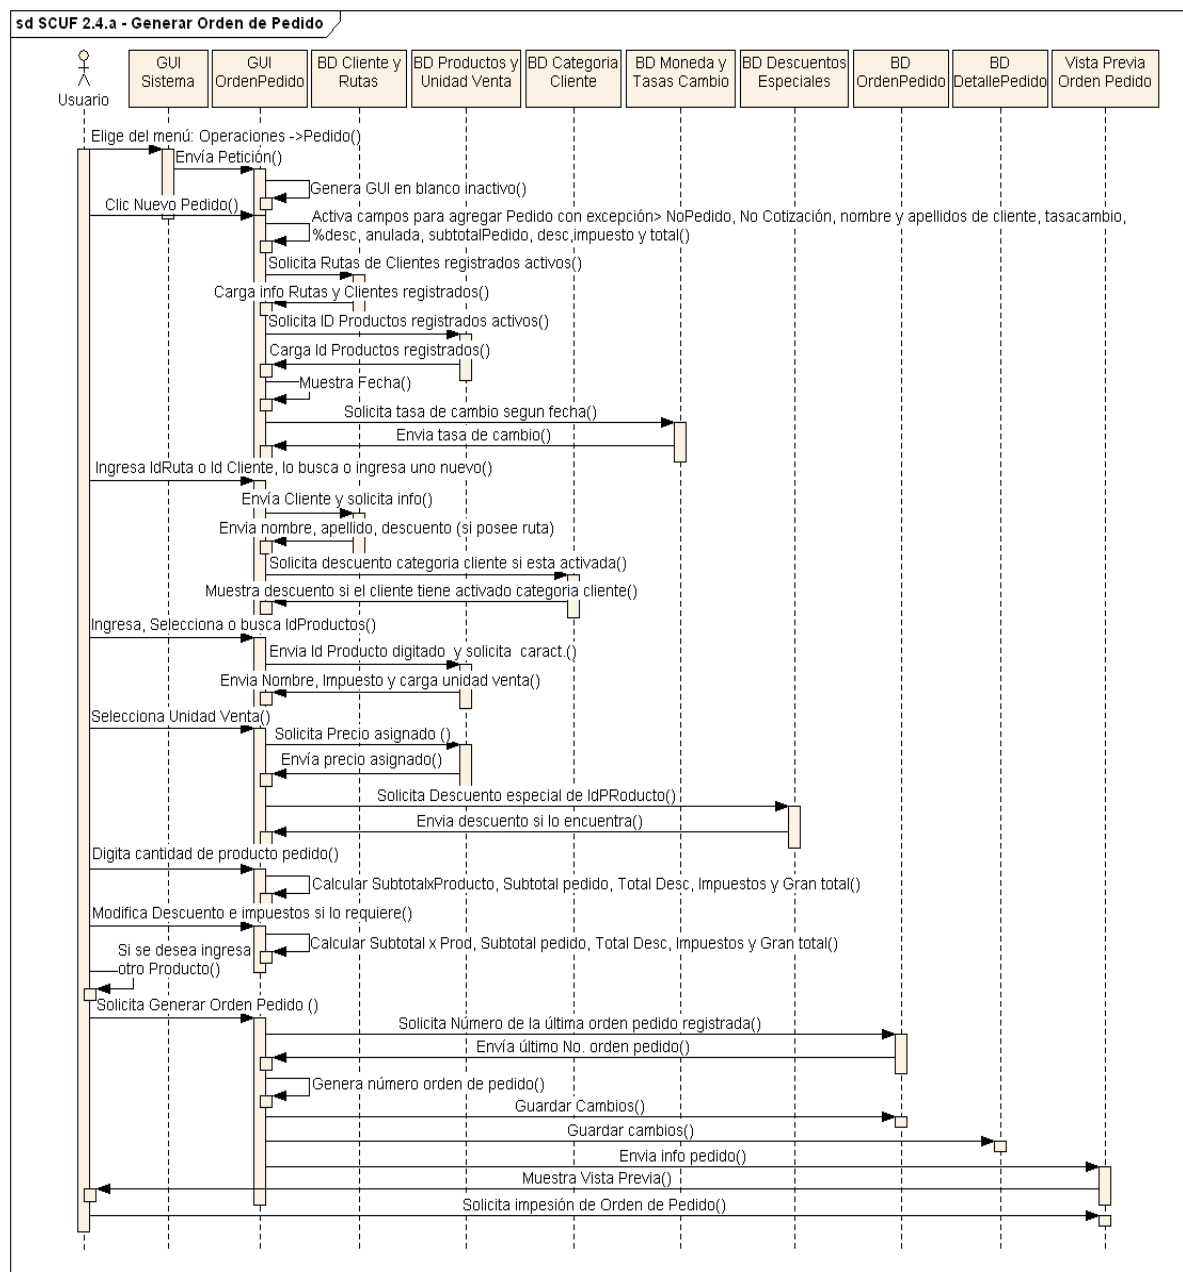 sd SCUF 2.4.a - Generar Orden de Pedido
Usuario
GUI
Sistema
GUI
OrdenPedido
BD Cliente y
Rutas
BD Productos y
Unidad Venta
BD Categoria
Cliente
BD Moneda y
Tasas Cambio
BD Descuentos
Especiales
BD
OrdenPedido
BD
DetallePedido
Vista Previa
Orden Pedido
Elige del menú: Operaciones ->Pedido()
Envía Petición()
Genera GUI en blanco inactivo()
Clic Nuevo Pedido()
Activa campos para agregar Pedido con excepción> NoPedido, No Cotización, nombre y apellidos de cliente, tasacambio,
%desc, anulada, subtotalPedido, desc,impuesto y total()
Solicita Rutas de Clientes registrados activos()
Carga info Rutas y Clientes registrados()
Solicita ID Productos registrados activos()
Carga Id Productos registrados()
Muestra Fecha()
Solicita tasa de cambio segun fecha()
Envia tasa de cambio()
Ingresa IdRuta o Id Cliente, lo busca o ingresa uno nuevo()
Envía Cliente y solicita info()
Envia nombre, apellido, descuento (si posee ruta)
Solicita descuento categoria cliente si esta activada()
Muestra descuento si el cliente tiene activado categoria cliente()
Ingresa, Selecciona o busca IdProductos()
Envia Id Producto digitado y solicita caract.()
Envia Nombre, Impuesto y carga unidad venta()
Selecciona Unidad Venta()
Solicita Precio asignado ()
Envía precio asignado()
Solicita Descuento especial de IdPRoducto()
Envia descuento si lo encuentra()
Digita cantidad de producto pedido()
Calcular SubtotalxProducto, Subtotal pedido, Total Desc, Impuestos y Gran total()
Modifica Descuento e impuestos si lo requiere()
Calcular Subtotal x Prod, Subtotal pedido, Total Desc, Impuestos y Gran total()
Si se desea ingresa
otro Producto()
Solicita Generar Orden Pedido ()
Solicita Número de la última orden pedido registrada()
Envía último No. orden pedido()
Genera número orden de pedido()
Guardar Cambios()
Guardar cambios()
Envia info pedido()
Muestra Vista Previa()
Solicita impesión de Orden de Pedido()